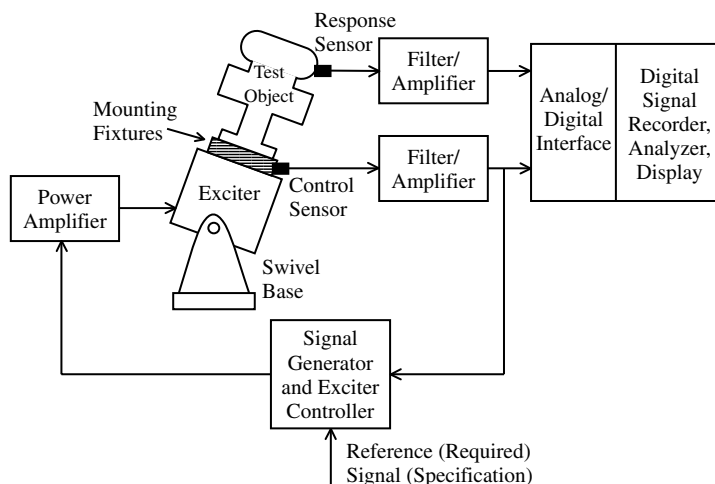 Response
Sensor
Filter/
Amplifier
Test
Object
Analog/
Digital
Interface
Digital
Signal
Recorder,
Analyzer,
Display
Mounting
Fixtures
Filter/
Amplifier
Exciter
Control
Sensor
Power
Amplifier
Swivel
Base
Signal
Generator
and Exciter
Controller
Reference (Required)
Signal (Specification)